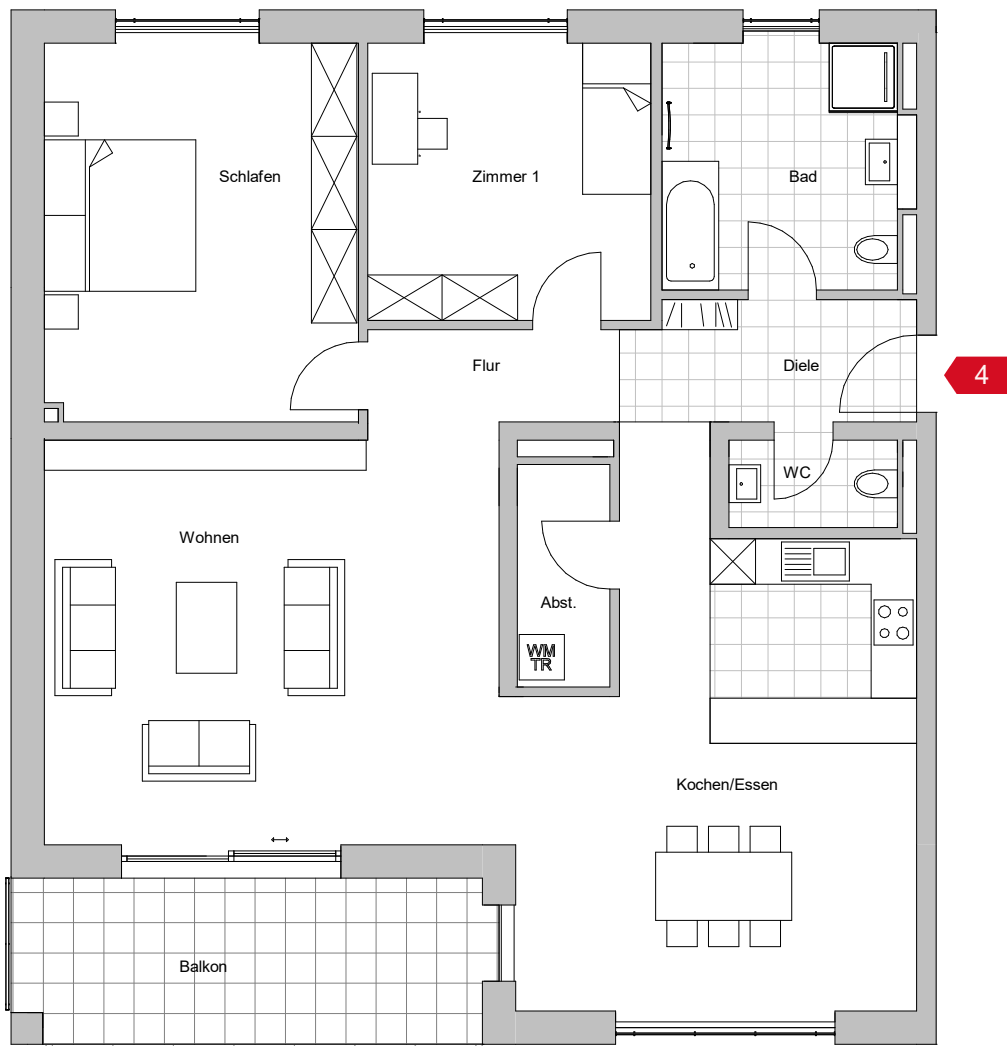 Schlafen
Zimmer 1
Bad
Flur
Diele
4
WC
Wohnen
Abst.
WM
TR
Kochen/Essen
Balkon